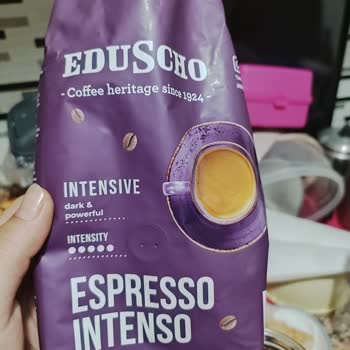 EDUSCHO
- Coffee heritage since 1924 -
INTENSIVE
dark &
powerful
INTENSITY
ESPRESSO
INTENSO